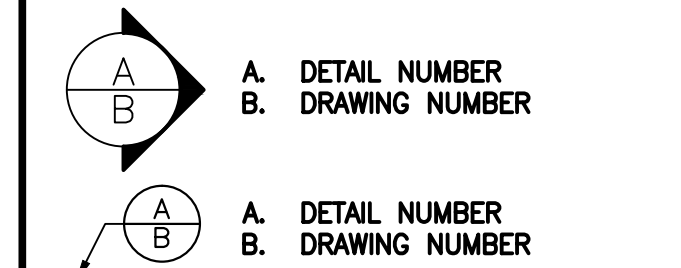 A
B
A. DETAIL NUMBER
B. DRAWING NUMBER
A
B
A. DETAIL NUMBER
B. DRAWING NUMBER